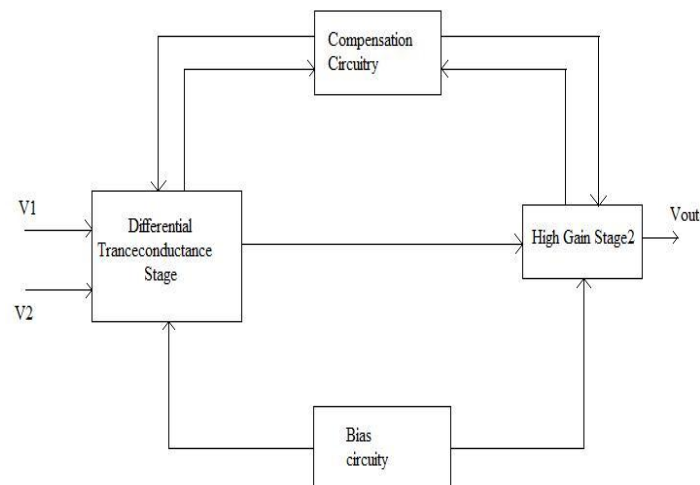 Compensation
Circuitry
V1
Differential
Tranceconductance
Stage
V2
High Gain Stage2
Vout
Bias
circuity